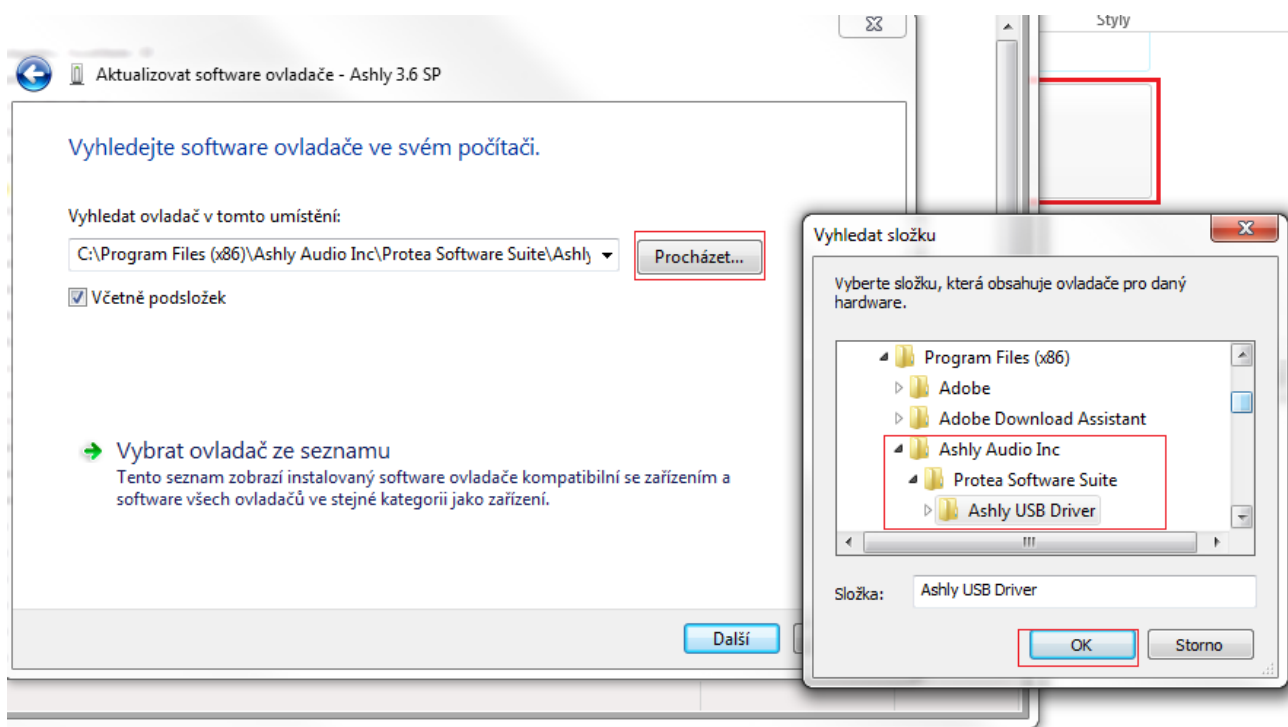 Styly
Aktualizovat software ovladače - Ashly 3.6 SP
Vyhledejte software ovladače ve svém počítači.
Vyhledat ovladač v tomto umístění:
C:\Program Files (x86)\Ashly Audio Inc\Protea Software Suite\Ashly
Procházet...
Včetně podsložek
Vybrat ovladač ze seznamu
Tento seznam zobrazí instalovaný software ovladače kompatibilní se zařízením a
software všech ovladačů ve stejné kategorii jako zařízení.
Další
Vyhledat složku
Vyberte složku, která obsahuje ovladače pro daný
hardware.
Program Files (x86)
Adobe
Adobe Download Assistant
Ashly Audio Inc
Protea Software Suite
Ashly USB Driver
Složka: Ashly USB Driver
OK Storno